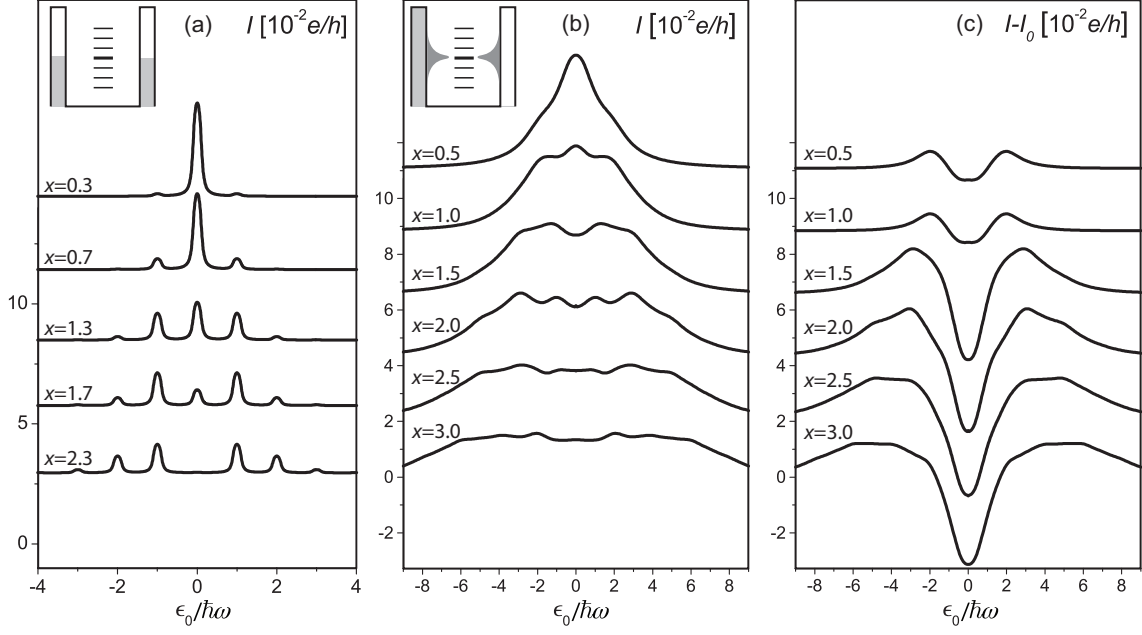 (a) I [10⁻²e/h]
x=0.3
x=0.7
10
x=1.3
x=1.7
5
x=2.3
0
-4 -2 0 2 4
ϵ₀/ℏω
(b) I [10⁻²e/h]
x=0.5
10
x=1.0
8
x=1.5
6
x=2.0
4
x=2.5
2
x=3.0
0
-2
-8 -6 -4 -2 0 2 4 6 8
ϵ₀/ℏω
(c) I-I₀ [10⁻²e/h]
x=0.5
10
x=1.0
8
x=1.5
6
x=2.0
4
x=2.5
2
x=3.0
0
-2
-8 -6 -4 -2 0 2 4 6 8
ϵ₀/ℏω